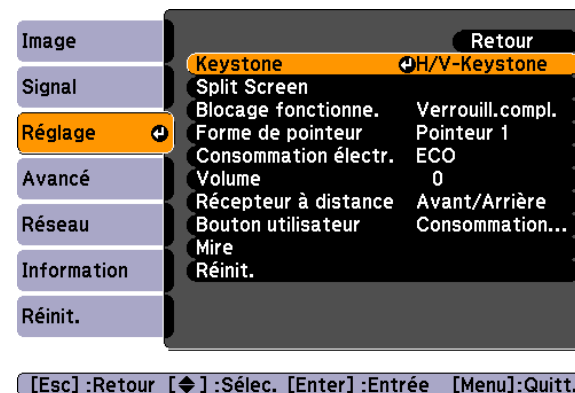 Image
Signal
Réglage
Avancé
Réseau
Information
Réinit.
Retour
Keystone H/V-Keystone
Split Screen
Blocage fonctionne. Verrouill.compl.
Forme de pointeur Pointeur 1
Consommation électr. ECO
Volume 0
Récepteur à distance Avant/Arrière
Bouton utilisateur Consommation...
Mire
Réinit.
[Esc] :Retour [◆] :Sélec. [Enter] :Entrée [Menu]:Quitt.